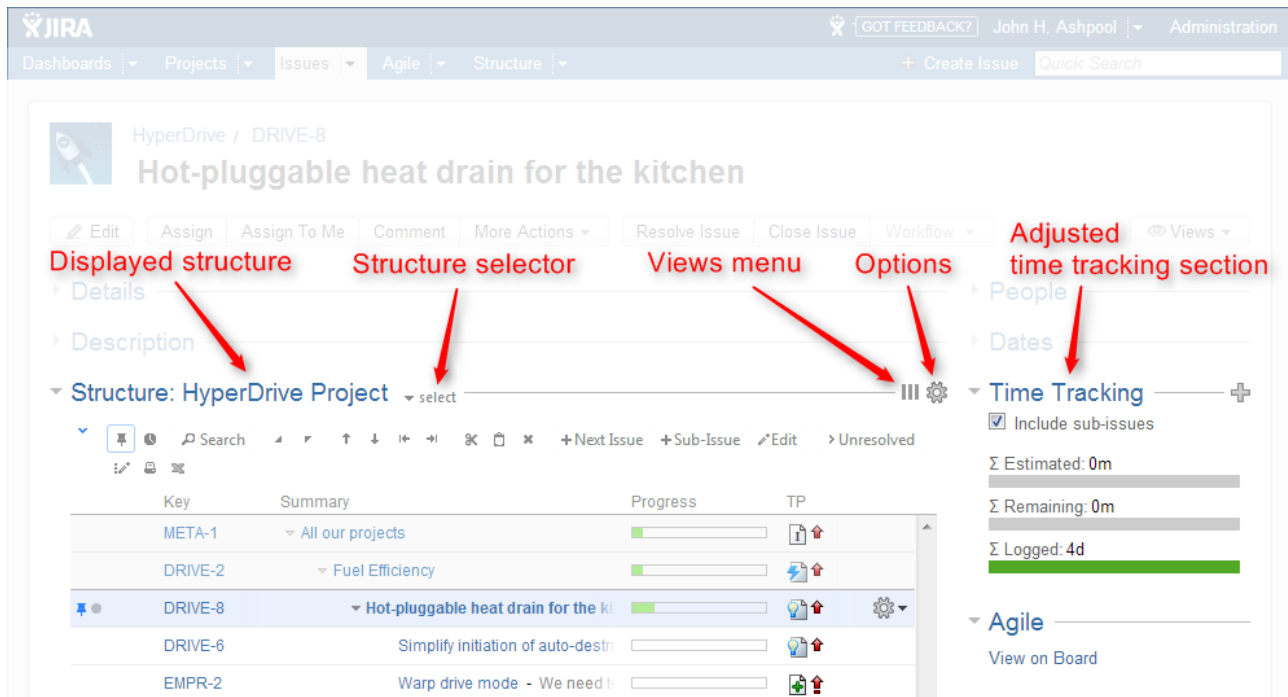 JIRA
GOT FEEDBACK? John H. Ashpool Administration
Dashboards Projects Issues Agile Structure + Create Issue Quick Search
HyperDrive / DRIVE-8
Hot-pluggable heat drain for the kitchen
Edit Assign Assign To Me Comment More Actions Resolve Issue Close Issue Workflow Views
Displayed structure Structure selector Views menu Options Adjusted
time tracking section
Details People
Description Dates
Structure: HyperDrive Project select Time Tracking
Include sub-issues
Search +Next Issue +Sub-Issue Edit >Unresolved
Σ Estimated: 0m
Key Summary Progress TP
Σ Remaining: 0m
META-1 All our projects
Σ Logged: 4d
DRIVE-2 Fuel Efficiency
DRIVE-8 Hot-pluggable heat drain for the ki
Agile
DRIVE-6 Simplify initiation of auto-destr
View on Board
EMPR-2 Warp drive mode - We need t